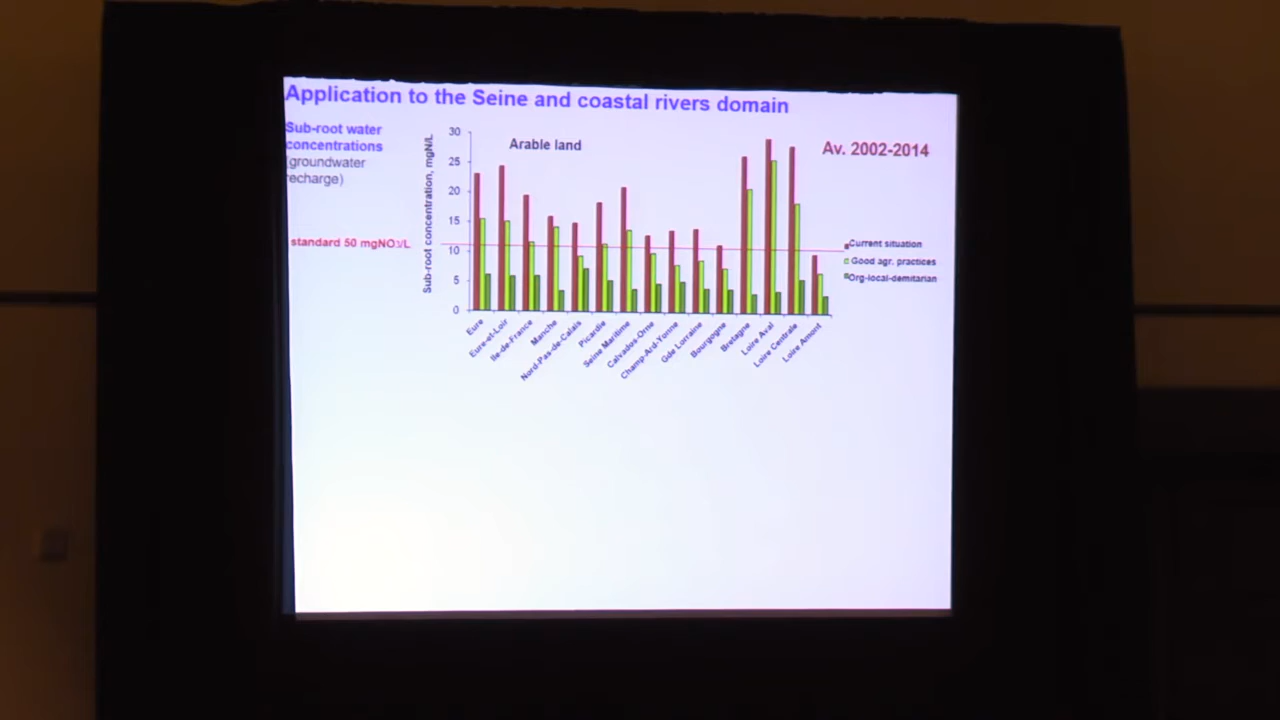 Application to the Seine and coastal rivers domain
Sub-root water
concentrations
(groundwater
recharge)
standard 50 mgNO3/L
Sub-root concentration, mgN/L
30
25
20
15
10
5
0
Arable land
Av. 2002-2014
Current situation
Good agr. practices
Org-local-demitarian
Eure
Eure-et-Loir
Ile-de-France
Manche
Nord-Pas-de-Calais
Picardie
Seine Maritime
Calvados-Orne
Champ-Ard-Yonne
Gde Lorraine
Bourgogne
Bretagne
Loire Aval
Loire Centrale
Loire Amont